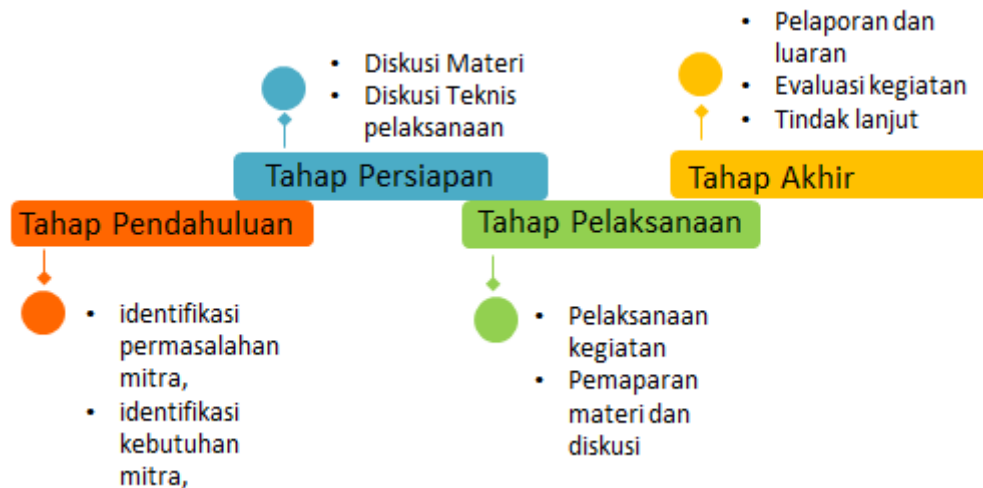 Tahap Pendahuluan
• identifikasi
permasalahan
mitra,
• identifikasi
kebutuhan
mitra,
Tahap Persiapan
• Diskusi Materi
• Diskusi Teknis
pelaksanaan
Tahap Pelaksanaan
• Pelaksanaan
kegiatan
• Pemaparan
materi dan
diskusi
Tahap Akhir
• Pelaporan dan
luaran
• Evaluasi kegiatan
• Tindak lanjut